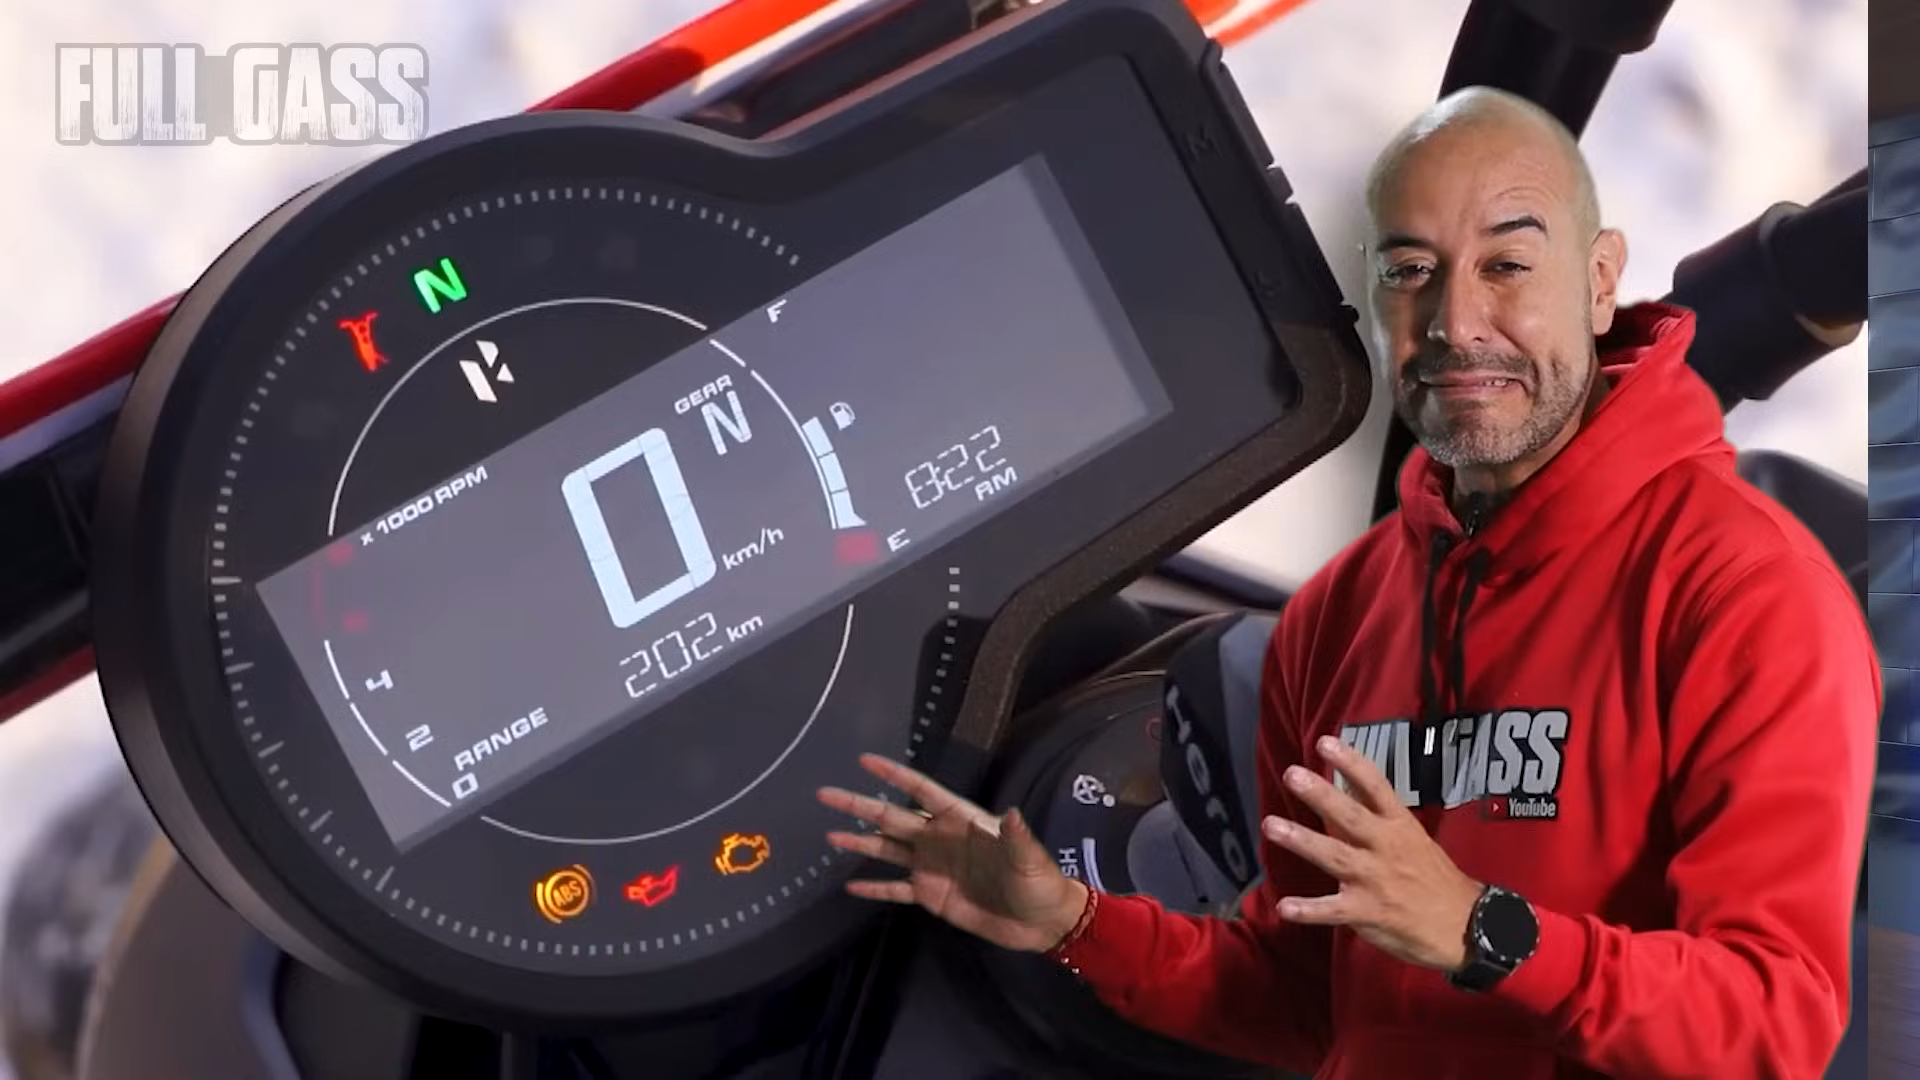 FULL GASS
N
F
GEAR
N
x 1000 RPM
0
km/h
8:22
AM
E
202 km
4
2
RANGE
0
ABS
Hero
FULL GASS
YouTube